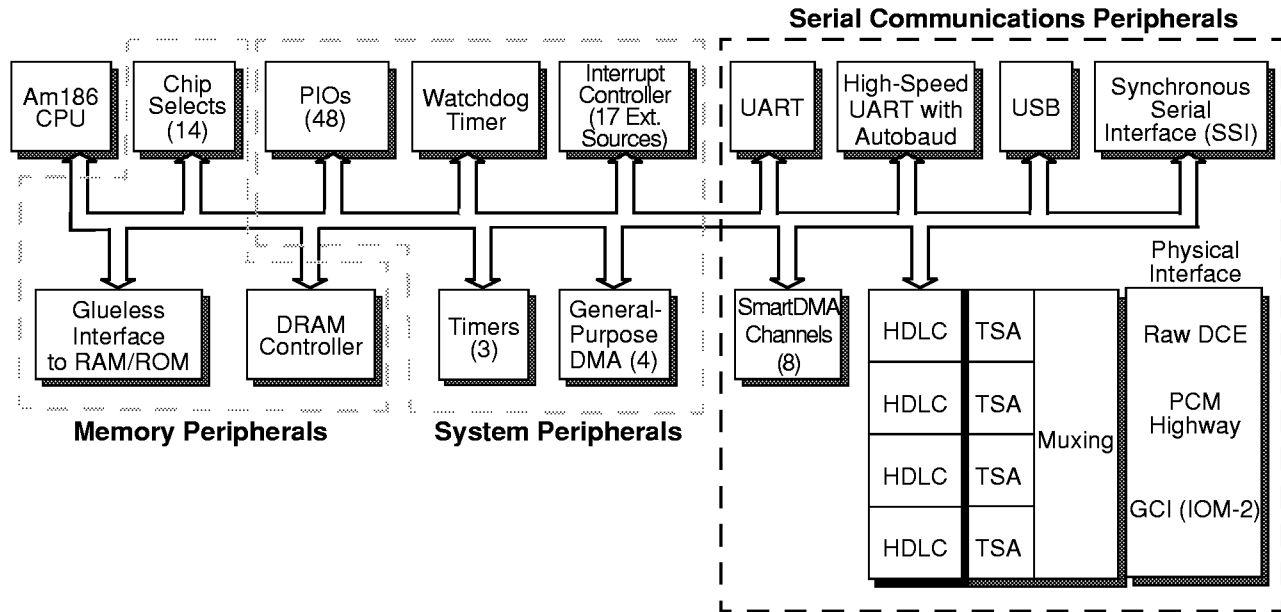 Serial Communications Peripherals
Am186
CPU
Chip
Selects
(14)
PIOs
(48)
Watchdog
Timer
Interrupt
Controller
(17 Ext.
Sources)
UART
High-Speed
UART with
Autobaud
USB
Synchronous
Serial
Interface (SSI)
Glueless
Interface
to RAM/ROM
DRAM
Controller
Timers
(3)
General-
Purpose
DMA (4)
SmartDMA
Channels
(8)
HDLC
TSA
HDLC
TSA
HDLC
TSA
HDLC
TSA
Muxing
Physical
Interface
Raw DCE
PCM
Highway
GCI (IOM-2)
Memory Peripherals
System Peripherals